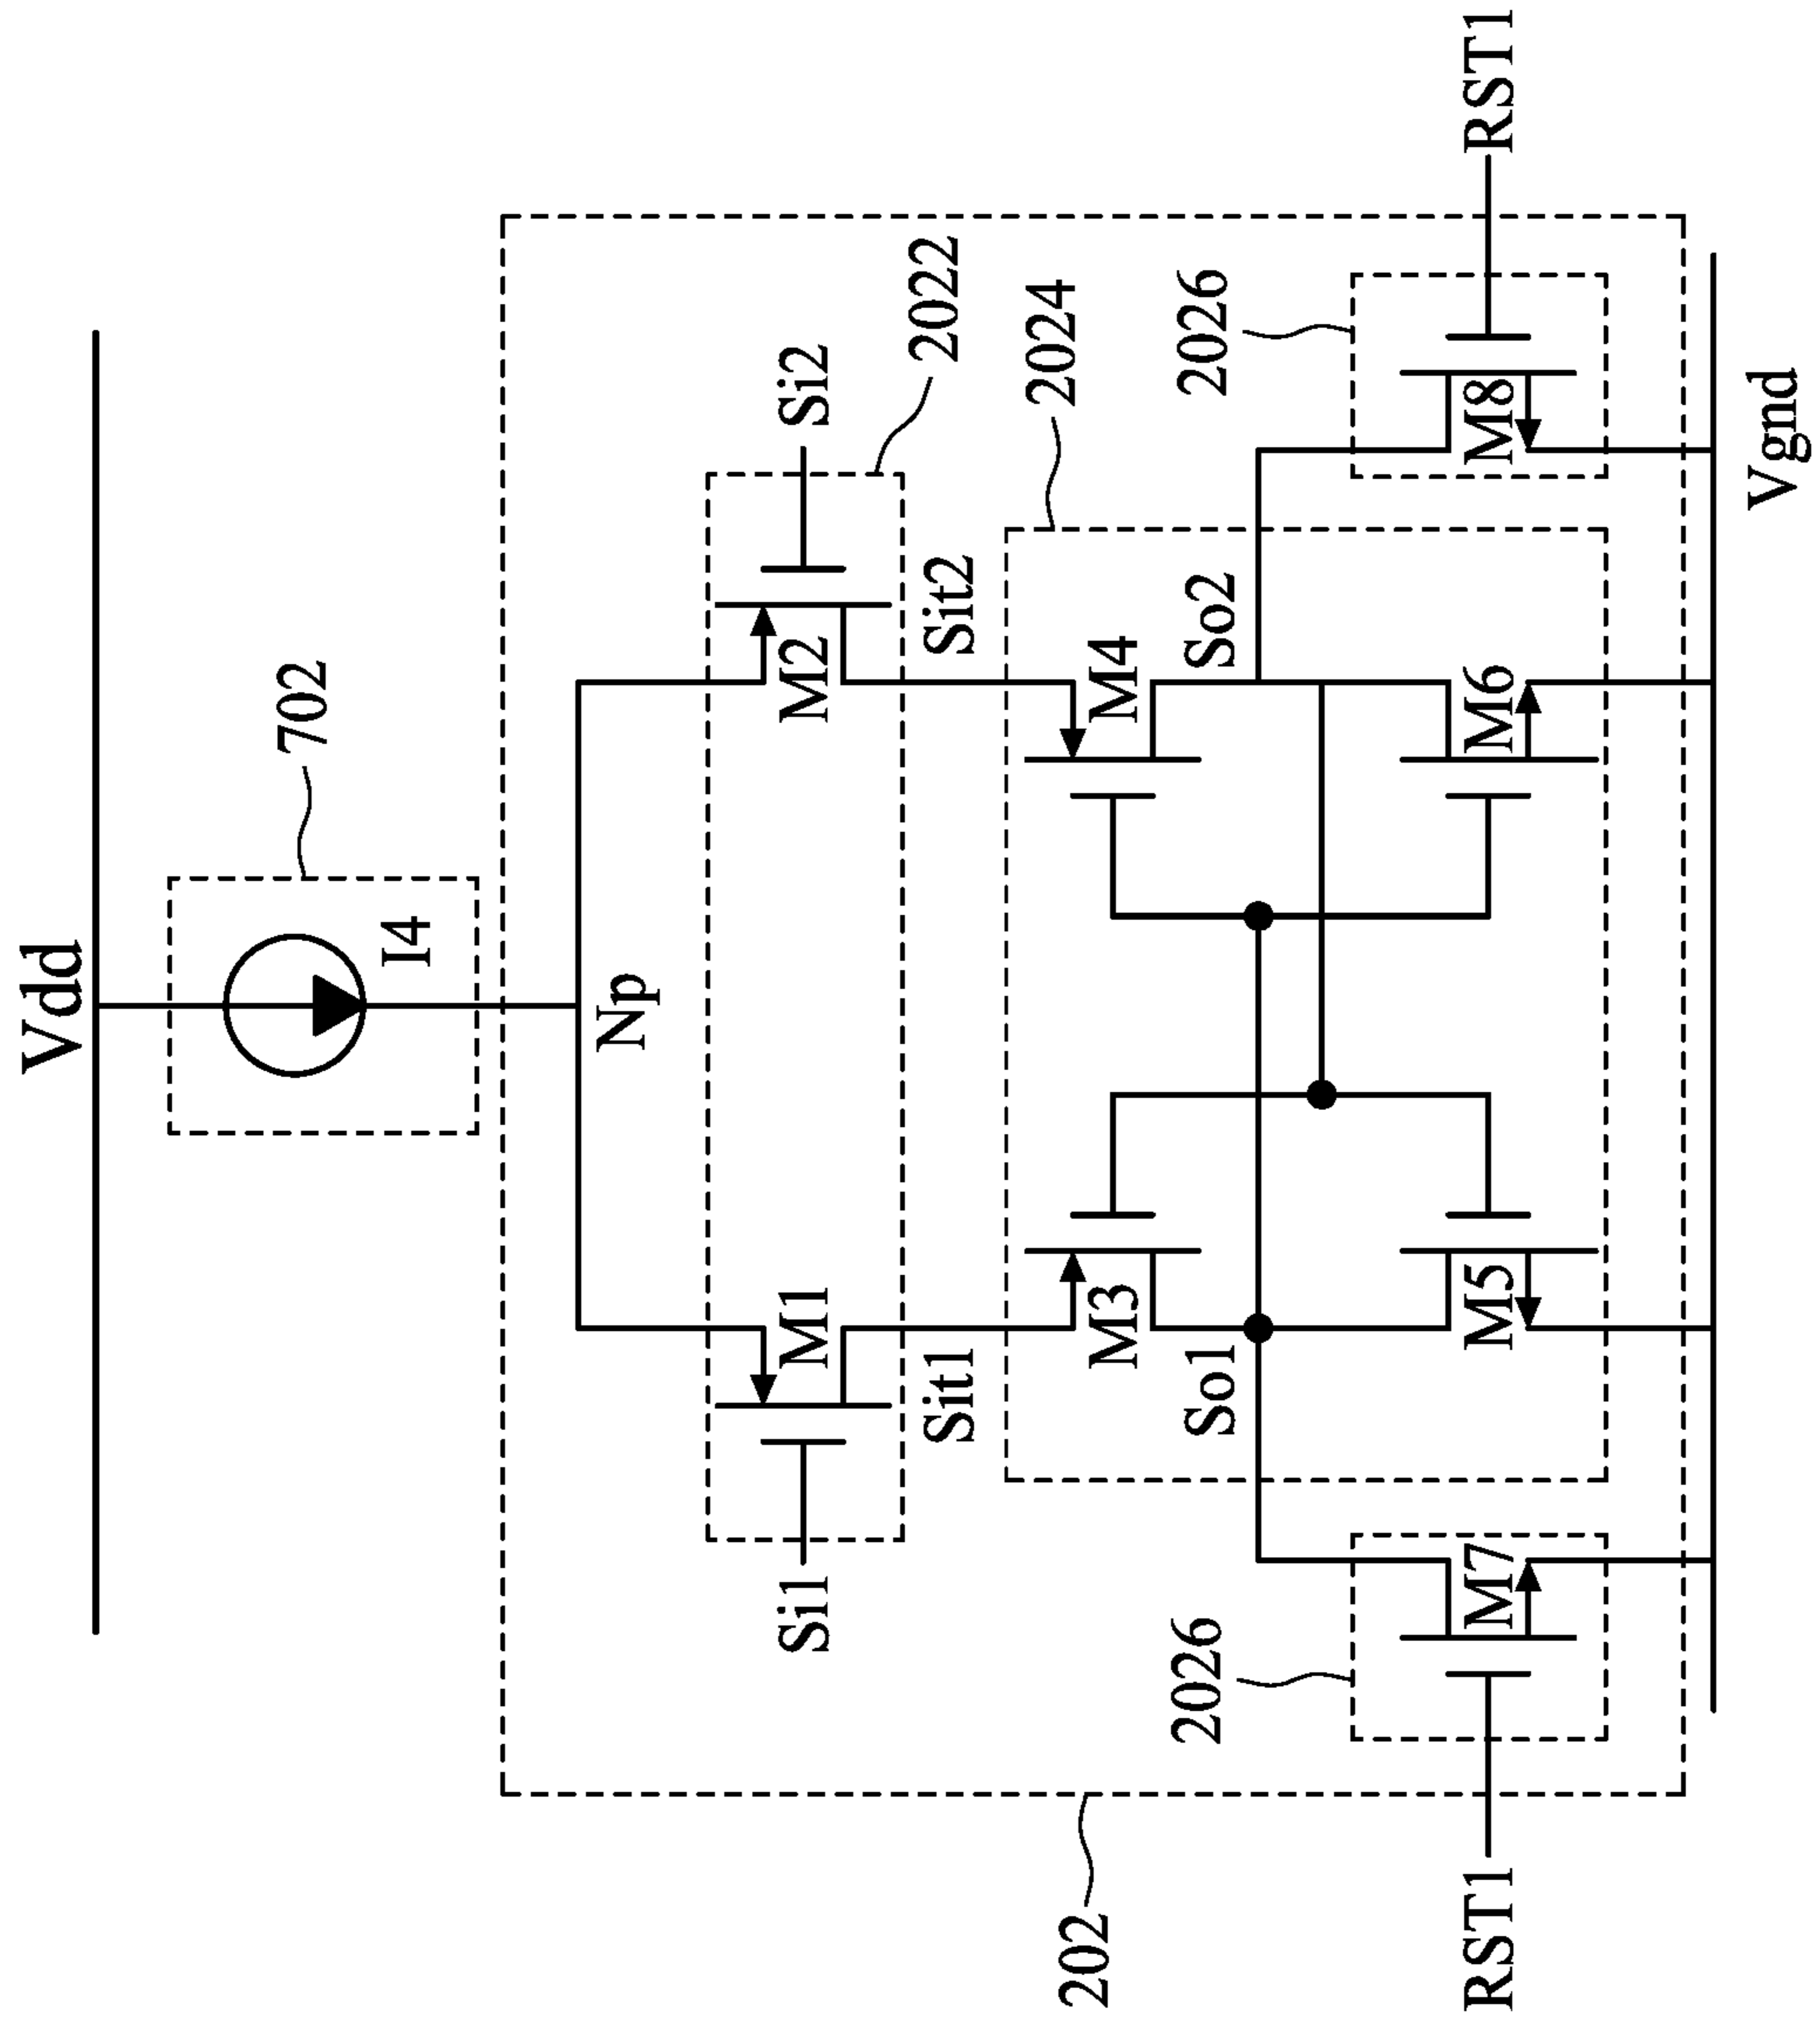 Vdd
702
I4
Np
202
2022
Si1
M1
M2
Si2
Sit1
Sit2
2024
M3
M4
So1
So2
2026
2026
RST1
M7
M5
M6
M8
RST1
Vgnd